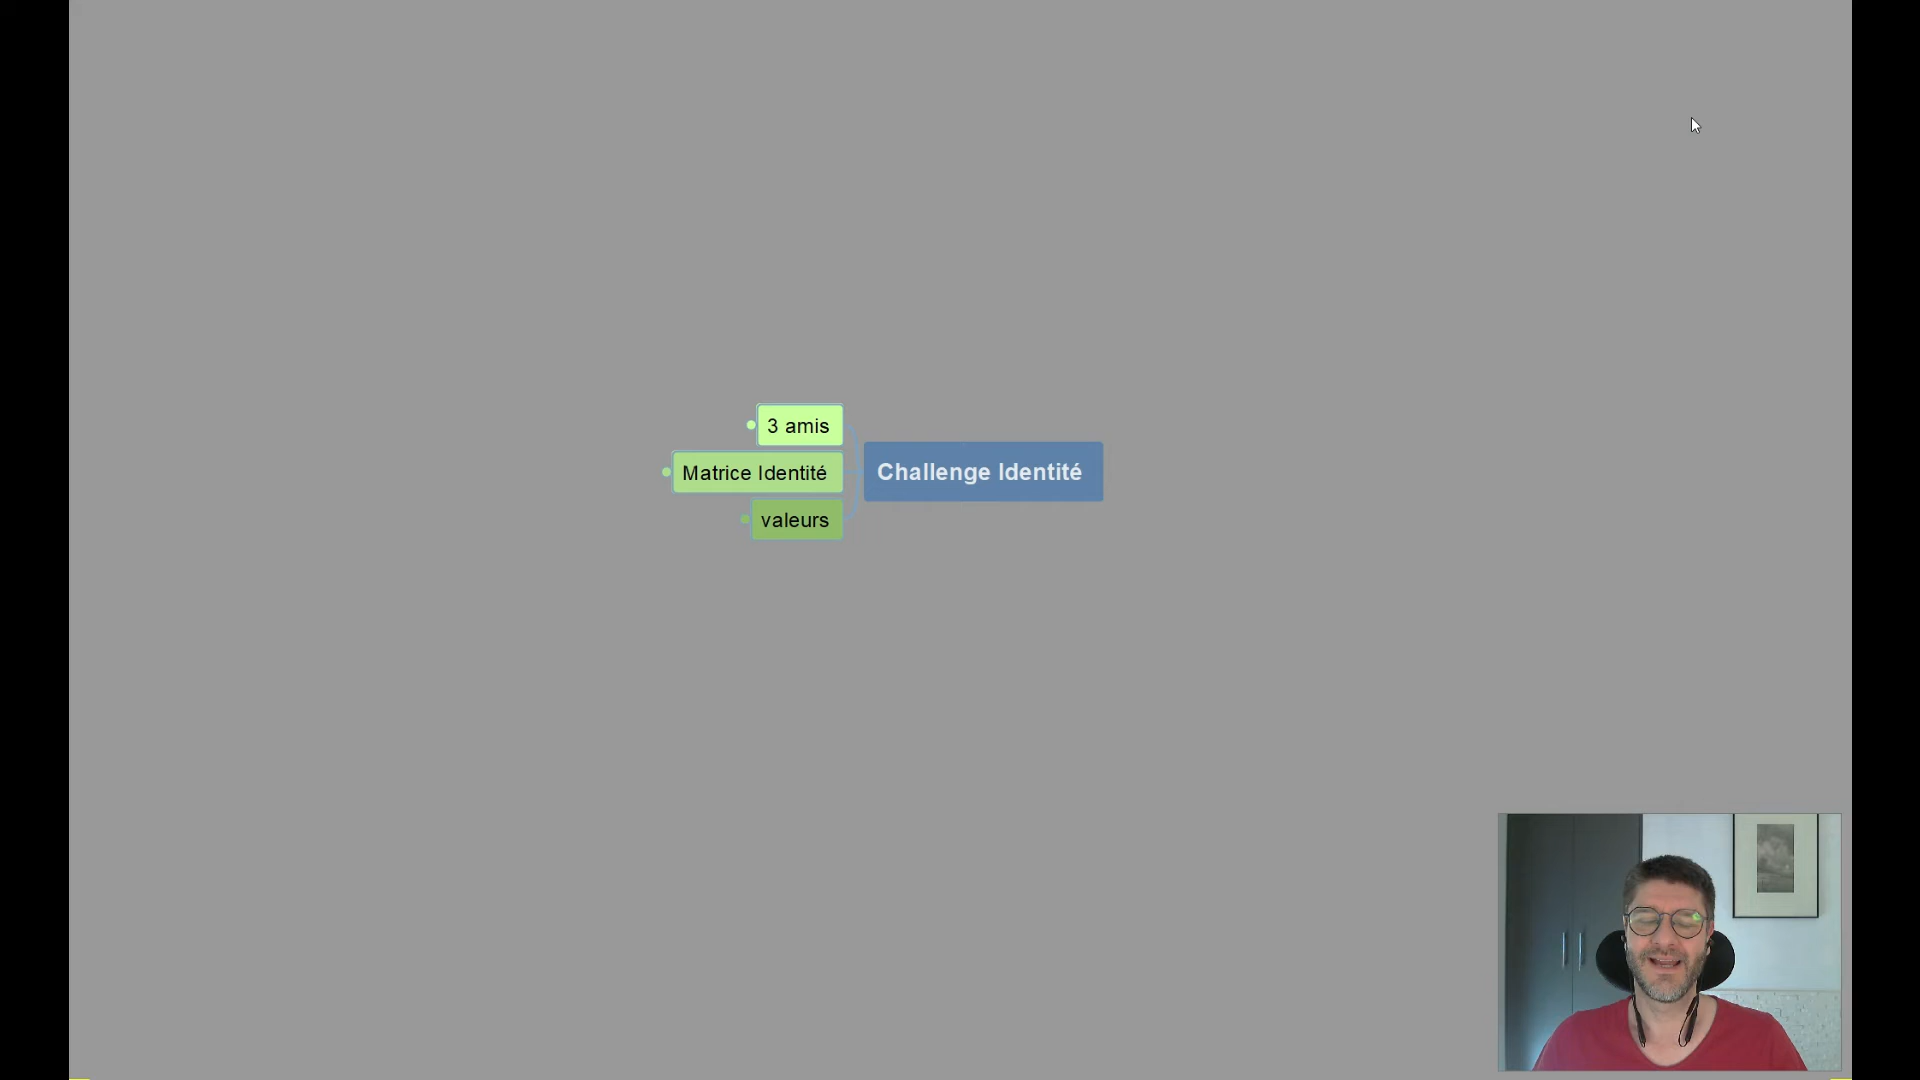 3 amis
Matrice Identité
Challenge Identité
valeurs